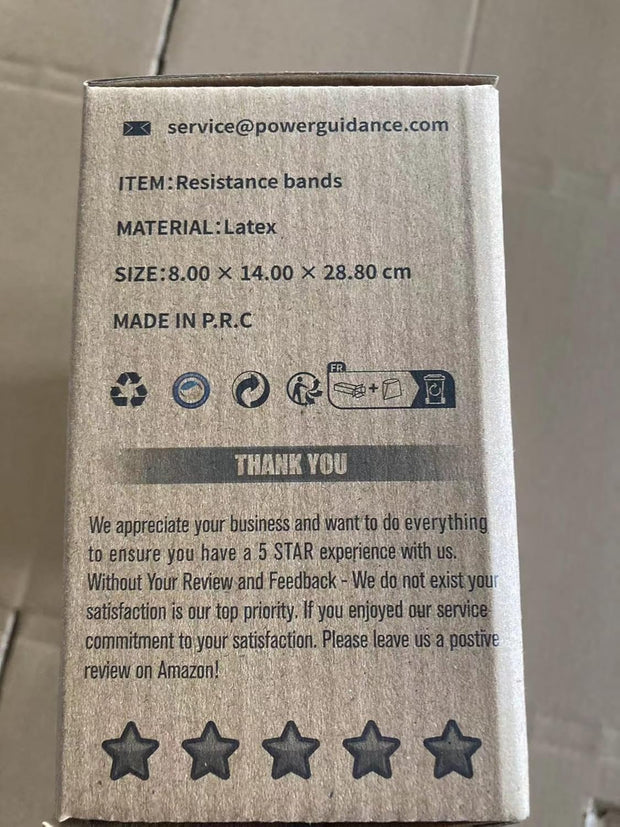 service@powerguidance.com
ITEM:Resistance bands
MATERIAL:Latex
SIZE:8.00 × 14.00 × 28.80 cm
MADE IN P.R.C
FR
+
THANK YOU
We appreciate your business and want to do everything
to ensure you have a 5 STAR experience with us.
Without Your Review and Feedback - We do not exist your
satisfaction is our top priority. If you enjoyed our service
commitment to your satisfaction. Please leave us a postive
review on Amazon!